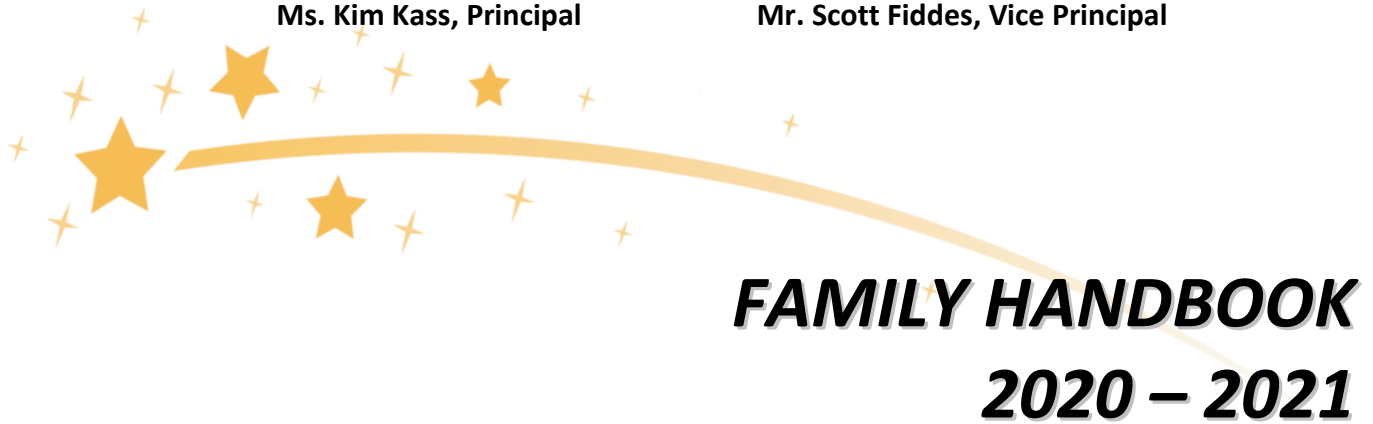 Ms. Kim Kass, Principal Mr. Scott Fiddes, Vice Principal
FAMILY HANDBOOK
2020 – 2021